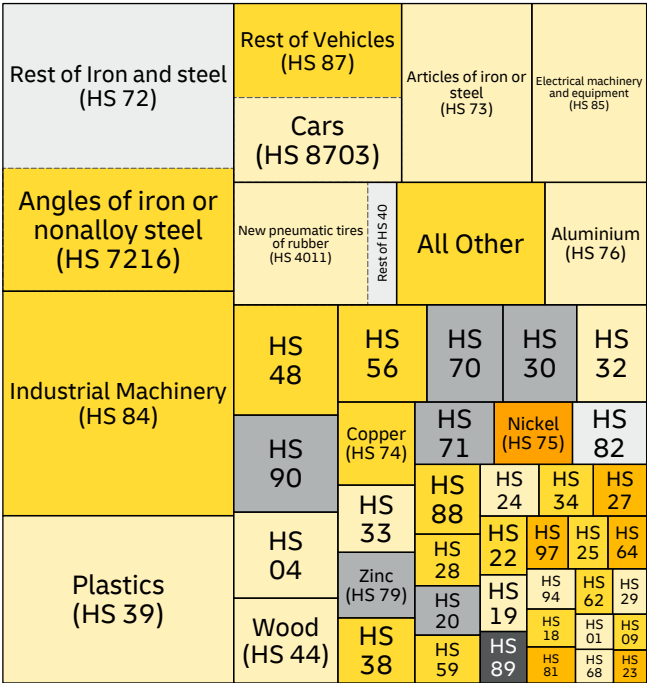 Rest of Iron and steel
(HS 72)
Angles of iron or
nonalloy steel
(HS 7216)
Industrial Machinery
(HS 84)
Plastics
(HS 39)
Rest of Vehicles
(HS 87)
Cars
(HS 8703)
Articles of iron or
steel
(HS 73)
Electrical machinery
and equipment
(HS 85)
New pneumatic tires
of rubber
(HS 4011)
Rest of HS 40
All Other
Aluminium
(HS 76)
HS
48
HS
90
HS
04
Wood
(HS 44)
HS
56
HS
70
HS
30
HS
32
Copper
(HS 74)
HS
71
Nickel
(HS 75)
HS
82
HS
33
Zinc
(HS 79)
HS
38
HS
88
HS
28
HS
20
HS
59
HS
24
HS
34
HS
27
HS
22
HS
97
HS
25
HS
64
HS
19
HS
89
HS
94
HS
62
HS
29
HS
18
HS
01
HS
09
HS
81
HS
68
HS
23